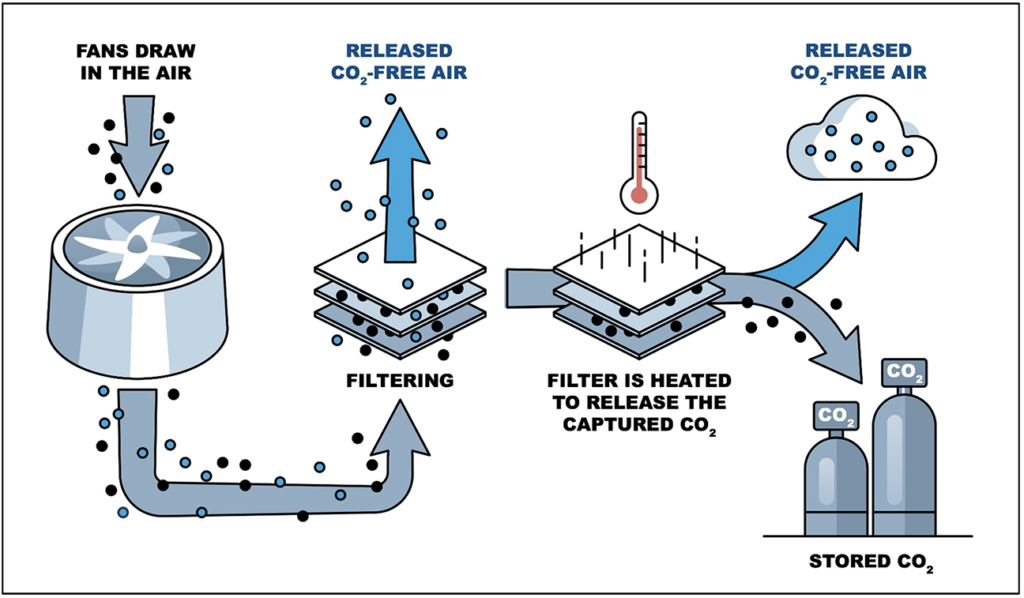 FANS DRAW
IN THE AIR
RELEASED
CO₂-FREE AIR
RELEASED
CO₂-FREE AIR
FILTERING
FILTER IS HEATED
TO RELEASE THE
CAPTURED CO₂
CO₂
CO₂
STORED CO₂